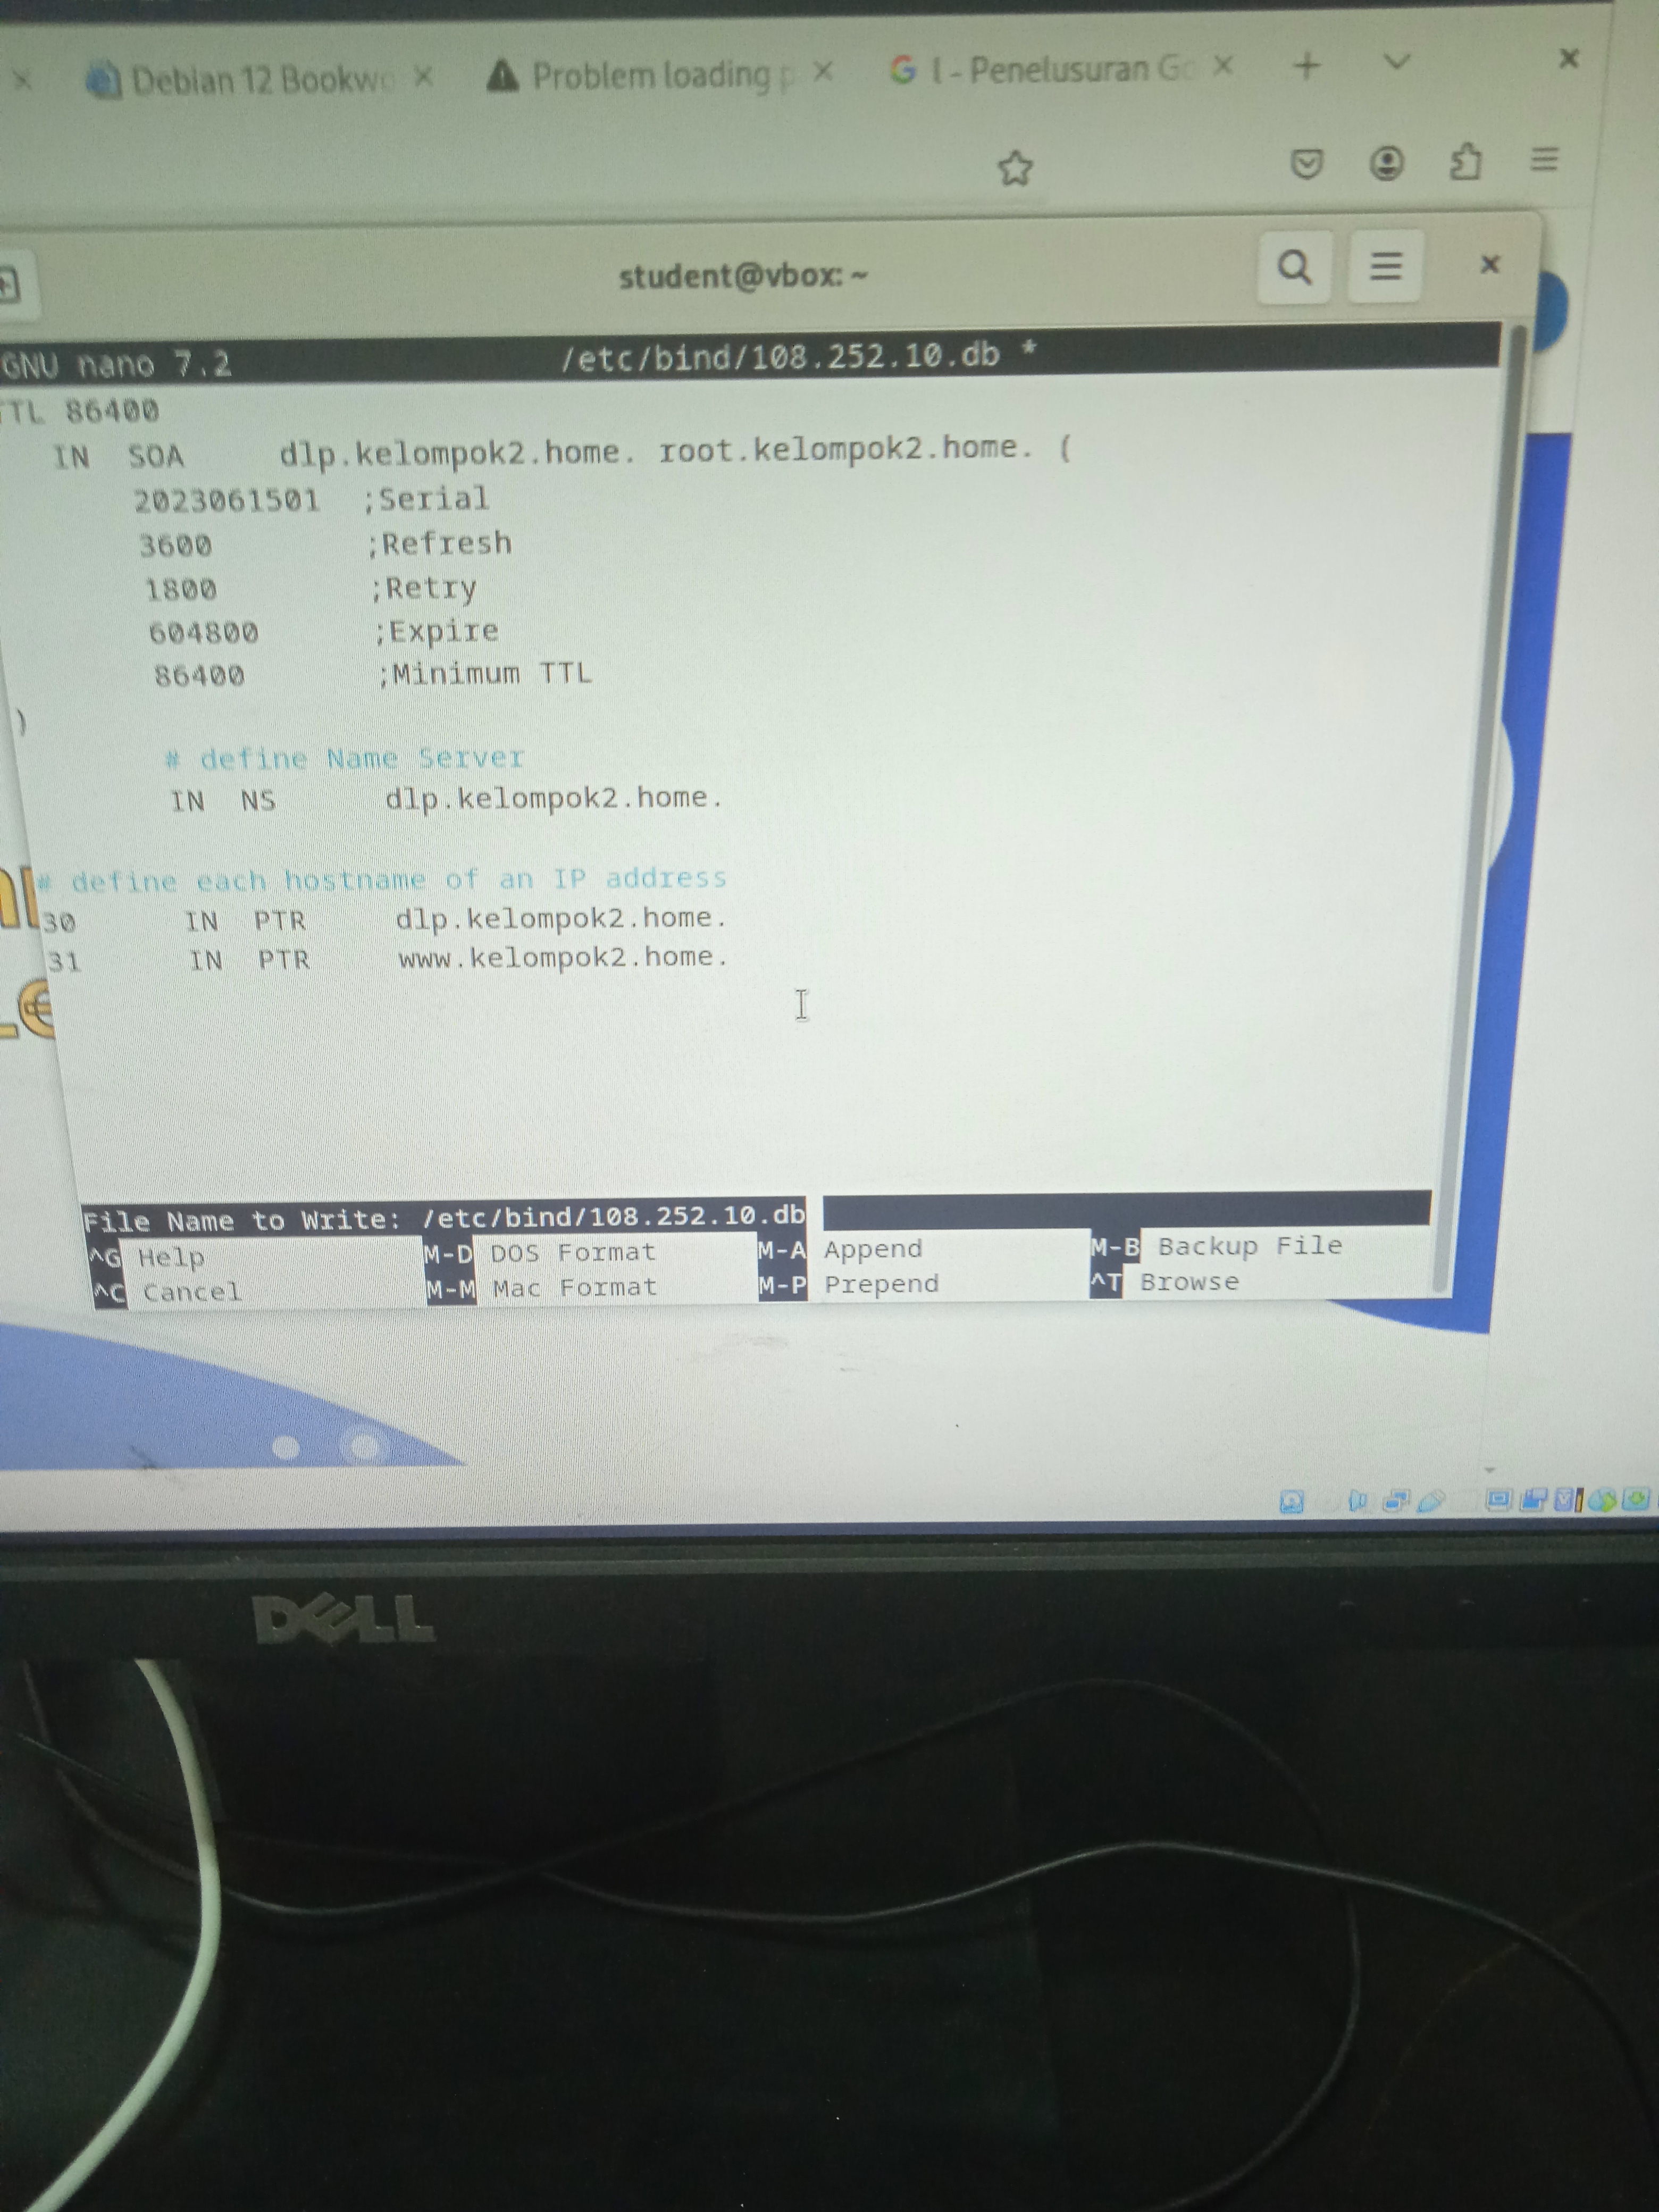 Debian 12 Bookwo
Problem loading p
G l - Penelusuran Go
student@vbox: ~
GNU nano 7.2 /etc/bind/108.252.10.db *
TTL 86400
IN SOA dlp.kelompok2.home. root.kelompok2.home. (
2023061501 ;Serial
3600 ;Refresh
1800 ;Retry
604800 ;Expire
86400 ;Minimum TTL
)
# define Name Server
IN NS dlp.kelompok2.home.
# define each hostname of an IP address
30 IN PTR dlp.kelompok2.home.
31 IN PTR www.kelompok2.home.
File Name to Write: /etc/bind/108.252.10.db
^G Help M-D DOS Format M-A Append M-B Backup File
^C Cancel M-M Mac Format M-P Prepend ^T Browse
DELL